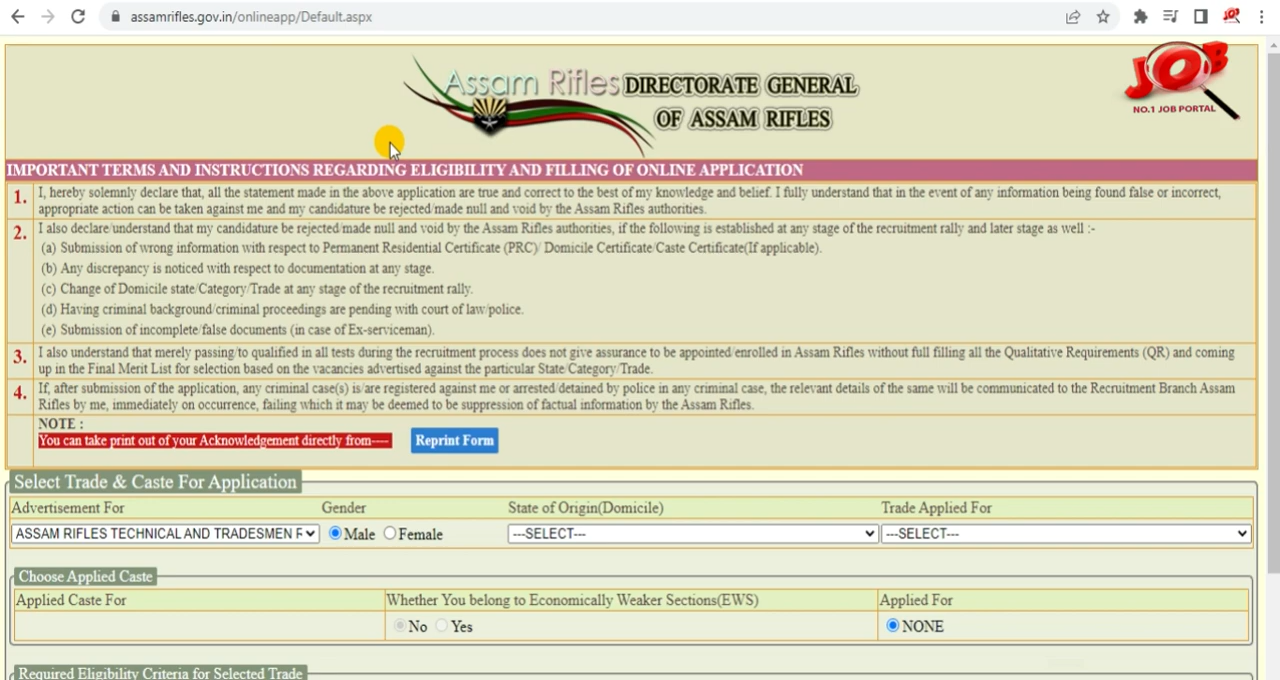 assamrifles.gov.in/onlineapp/Default.aspx
Assam Rifles DIRECTORATE GENERAL
OF ASSAM RIFLES
JOB
NO.1 JOB PORTAL
IMPORTANT TERMS AND INSTRUCTIONS REGARDING ELIGIBILITY AND FILLING OF ONLINE APPLICATION
1. I, hereby solemnly declare that, all the statement made in the above application are true and correct to the best of my knowledge and belief. I fully understand that in the event of any information being found false or incorrect,
appropriate action can be taken against me and my candidature be rejected/made null and void by the Assam Rifles authorities.
2. I also declare/understand that my candidature be rejected/made null and void by the Assam Rifles authorities, if the following is established at any stage of the recruitment rally and later stage as well :-
(a) Submission of wrong information with respect to Permanent Residential Certificate (PRC)/ Domicile Certificate/Caste Certificate(If applicable).
(b) Any discrepancy is noticed with respect to documentation at any stage.
(c) Change of Domicile state/Category/Trade at any stage of the recruitment rally.
(d) Having criminal background/criminal proceedings are pending with court of law/police.
(e) Submission of incomplete/false documents (in case of Ex-serviceman).
3. I also understand that merely passing/to qualified in all tests during the recruitment process does not give assurance to be appointed/enrolled in Assam Rifles without full filling all the Qualitative Requirements (QR) and coming
up in the Final Merit List for selection based on the vacancies advertised against the particular State/Category/Trade.
4. If, after submission of the application, any criminal case(s) is/are registered against me or arrested/detained by police in any criminal case, the relevant details of the same will be communicated to the Recruitment Branch Assam
Rifles by me, immediately on occurrence, failing which it may be deemed to be suppression of factual information by the Assam Rifles.
NOTE :
You can take print out of your Acknowledgement directly from---- Reprint Form
Select Trade & Caste For Application
Advertisement For Gender State of Origin(Domicile) Trade Applied For
ASSAM RIFLES TECHNICAL AND TRADESMEN R Male Female ---SELECT--- ---SELECT---
Choose Applied Caste
Applied Caste For Whether You belong to Economically Weaker Sections(EWS) Applied For
No Yes NONE
Required Eligibility Criteria for Selected Trade